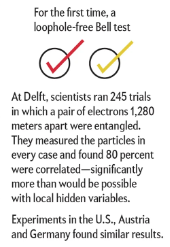 For the first time, a
loophole-free Bell test
At Delft, scientists ran 245 trials
in which a pair of electrons 1,280
meters apart were entangled.
They measured the particles in
every case and found 80 percent
were correlated—significantly
more than would be possible
with local hidden variables.
Experiments in the U.S., Austria
and Germany found similar results.